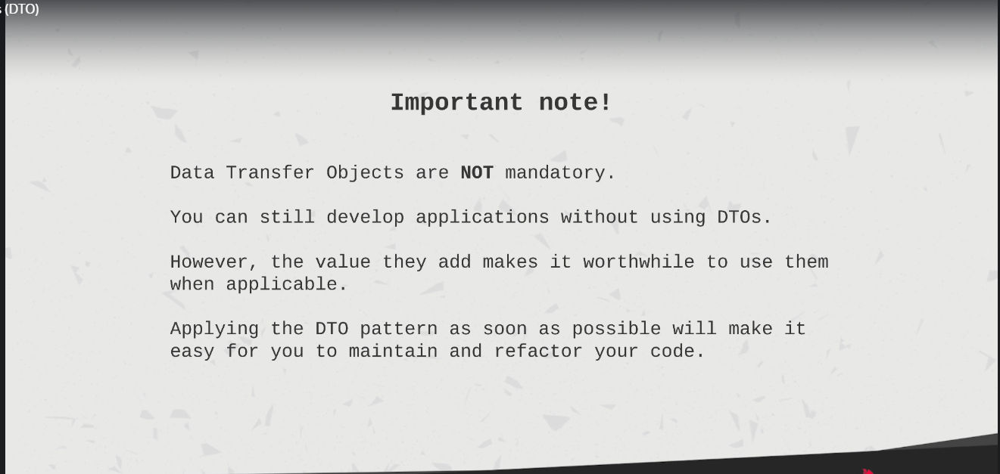 (DTO)
Important note!
Data Transfer Objects are NOT mandatory.
You can still develop applications without using DTOs.
However, the value they add makes it worthwhile to use them
when applicable.
Applying the DTO pattern as soon as possible will make it
easy for you to maintain and refactor your code.